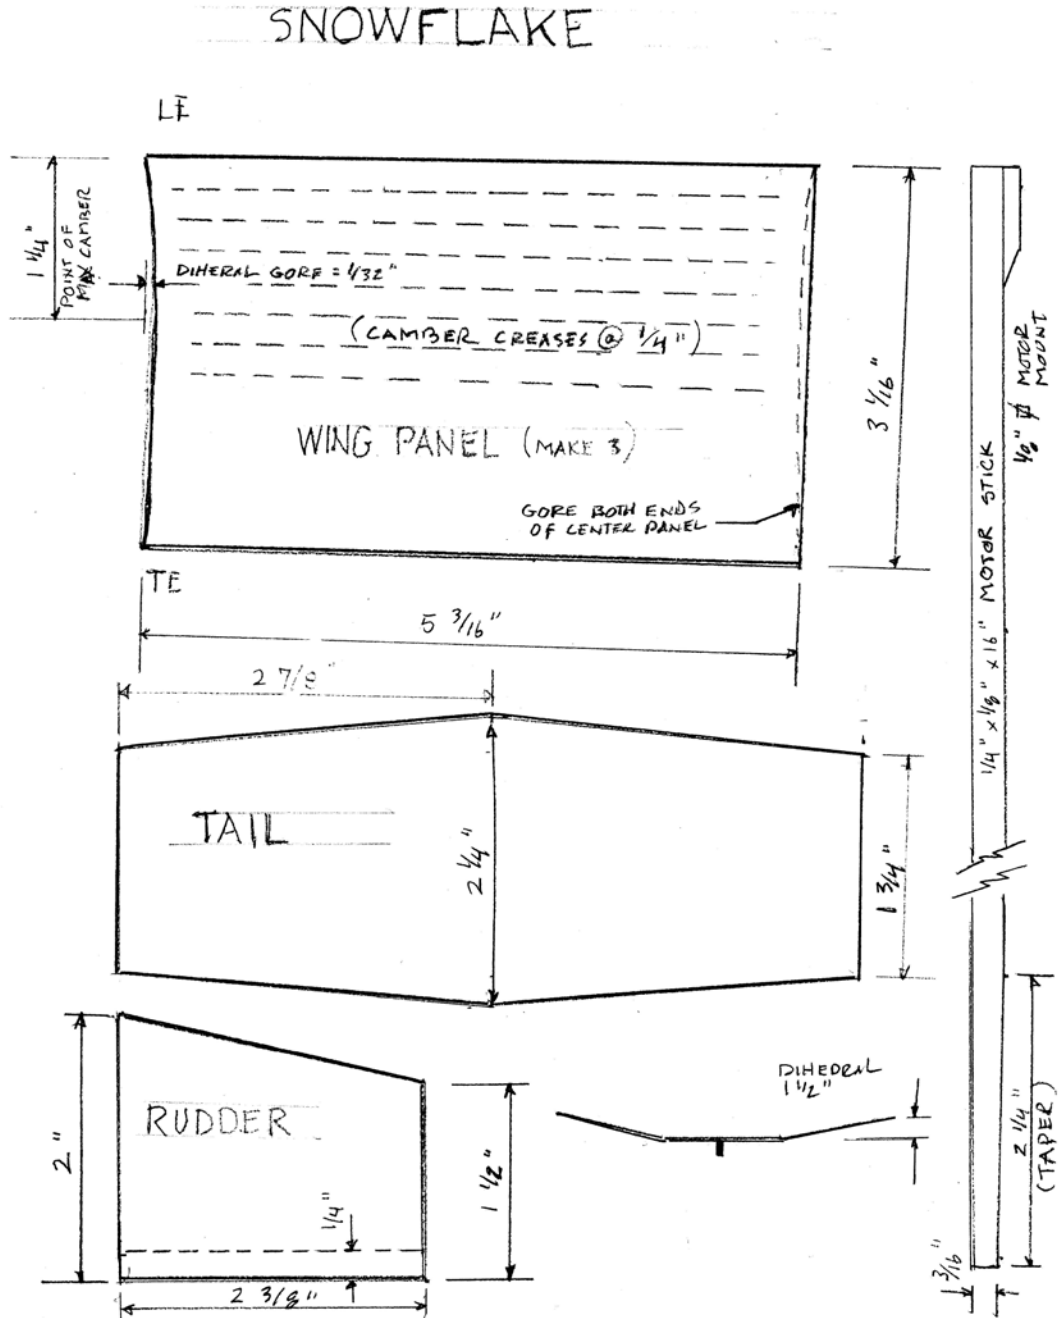 SNOWFLAKE
LE
1 1/4"
POINT OF
MAX CAMBER
DIHERAL GORE = 1/32"
(CAMBER CREASES @ 1/4")
WING PANEL (MAKE 3)
GORE BOTH ENDS
OF CENTER PANEL
3 1/16"
TE
5 3/16"
MOTOR
MOUNT
1/4" x 1/8" x 16" MOTOR STICK
2 7/8"
TAIL
2 1/4"
1 3/4"
RUDDER
2"
1/4"
2 3/8"
1 1/2"
DIHEDRAL
1 1/2"
2 1/4"
(TAPER)
3/16"